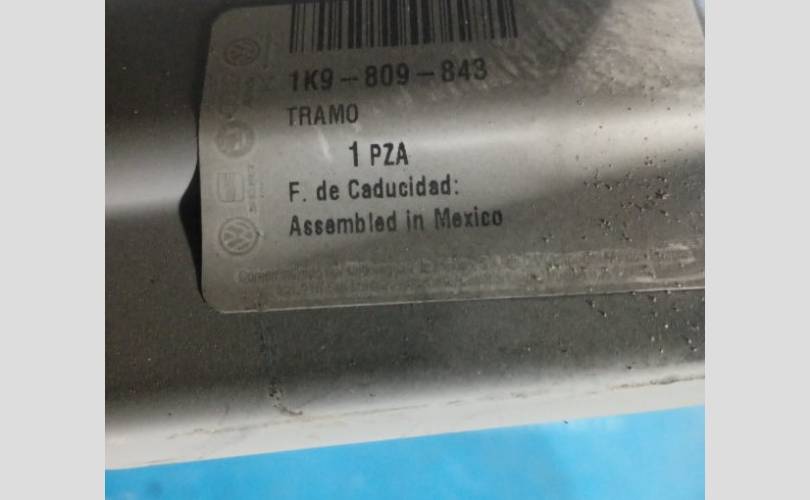 1K9-809-843
TRAMO
1 PZA
F. de Caducidad:
Assembled in Mexico